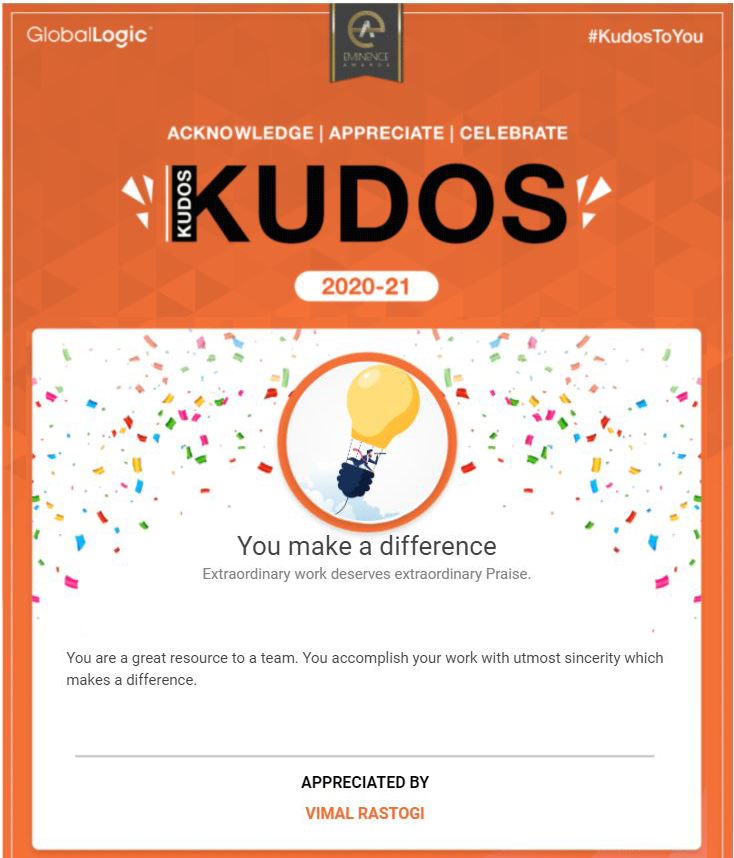 GlobalLogic
EMINENCE
AWARDS
#KudosToYou
ACKNOWLEDGE | APPRECIATE | CELEBRATE
KUDOS
KUDOS
2020-21
You make a difference
Extraordinary work deserves extraordinary Praise.
You are a great resource to a team. You accomplish your work with utmost sincerity which
makes a difference.
APPRECIATED BY
VIMAL RASTOGI